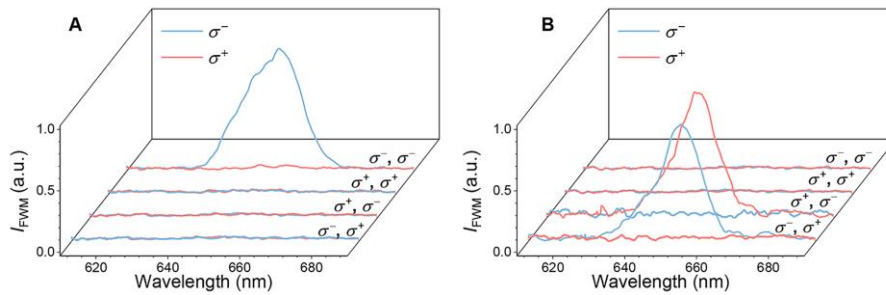 A
σ⁻
σ⁺
1.0
0.5
0.0
I_FWM (a.u.)
σ⁻, σ⁻
σ⁺, σ⁺
σ⁺, σ⁻
σ⁻, σ⁺
620 640 660 680
Wavelength (nm)
B
σ⁻
σ⁺
1.0
0.5
0.0
I_FWM (a.u.)
σ⁻, σ⁻
σ⁺, σ⁺
σ⁺, σ⁻
σ⁻, σ⁺
620 640 660 680
Wavelength (nm)